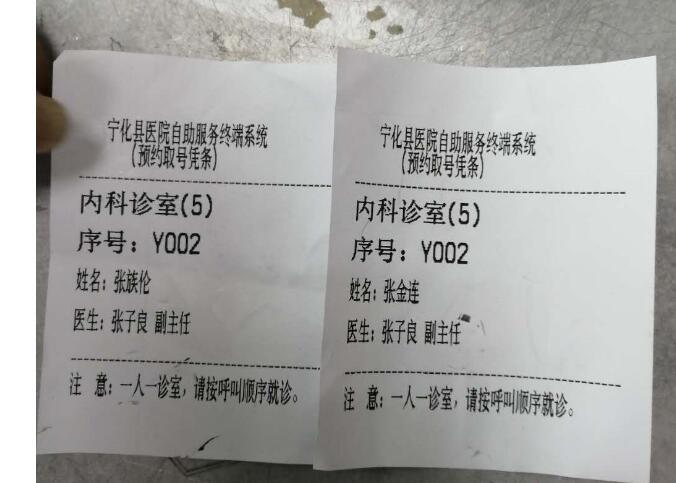 宁化县医院自助服务终端系统
(预约取号凭条)
内科诊室(5)
序号: Y002
姓名: 张族伦
医生: 张子良 副主任
注 意: 一人一诊室, 请按呼叫顺序就诊。
宁化县医院自助服务终端系统
(预约取号凭条)
内科诊室(5)
序号: Y002
姓名: 张金连
医生: 张子良 副主任
注 意: 一人一诊室, 请按呼叫顺序就诊。